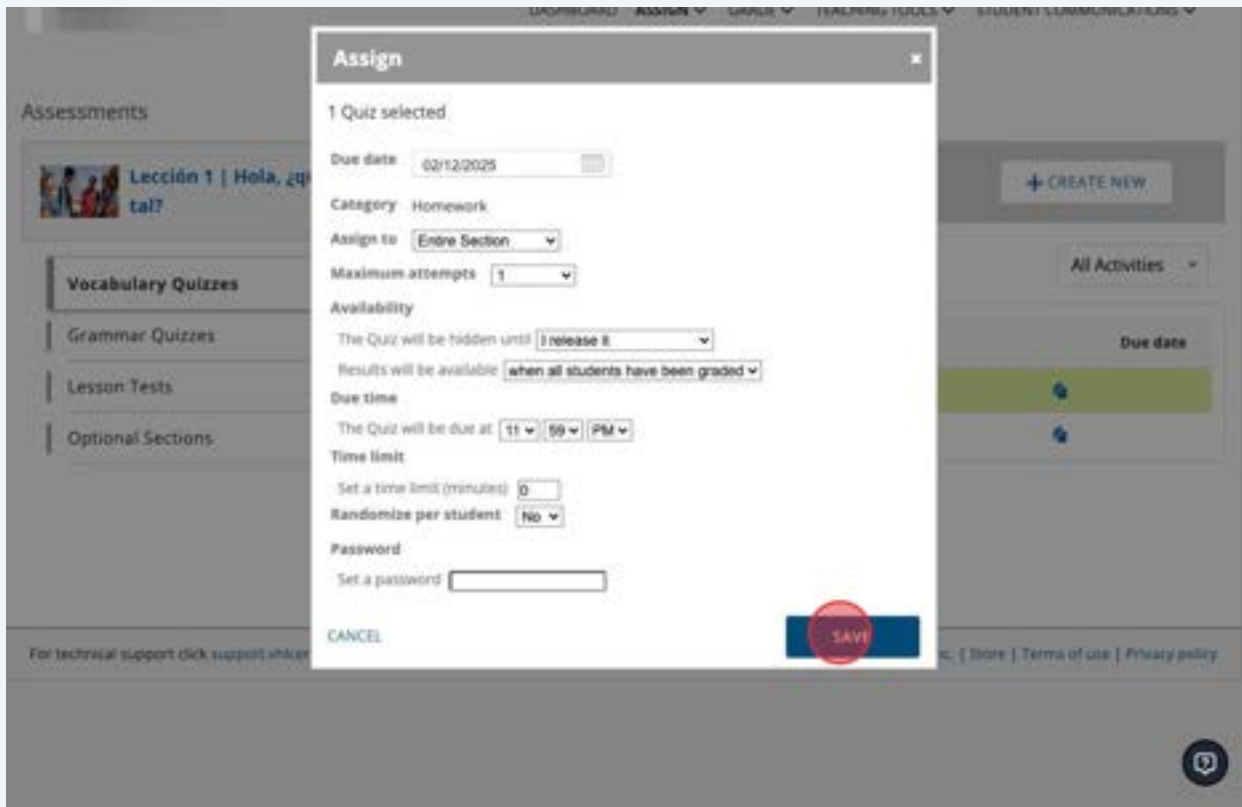 DASHBOARD ASSIGN GRADE TEACHING TOOLS STUDENT COMMUNICATIONS
Assign
1 Quiz selected
Assessments
Due date 02/12/2025
Lección 1 | Hola, ¿qu
tal?
+ CREATE NEW
Category Homework
Assign to Entire Section
Maximum attempts 1
All Activities
Vocabulary Quizzes
Availability
The Quiz will be hidden until I release it
Grammar Quizzes
Due date
Results will be available when all students have been graded
Lesson Tests
Due time
The Quiz will be due at 11 59 PM
Optional Sections
Time limit
Set a time limit (minutes) 0
Randomize per student No
Password
Set a password
CANCEL
SAVE
For technical support click support.vhlcen
nc. | Store | Terms of use | Privacy policy